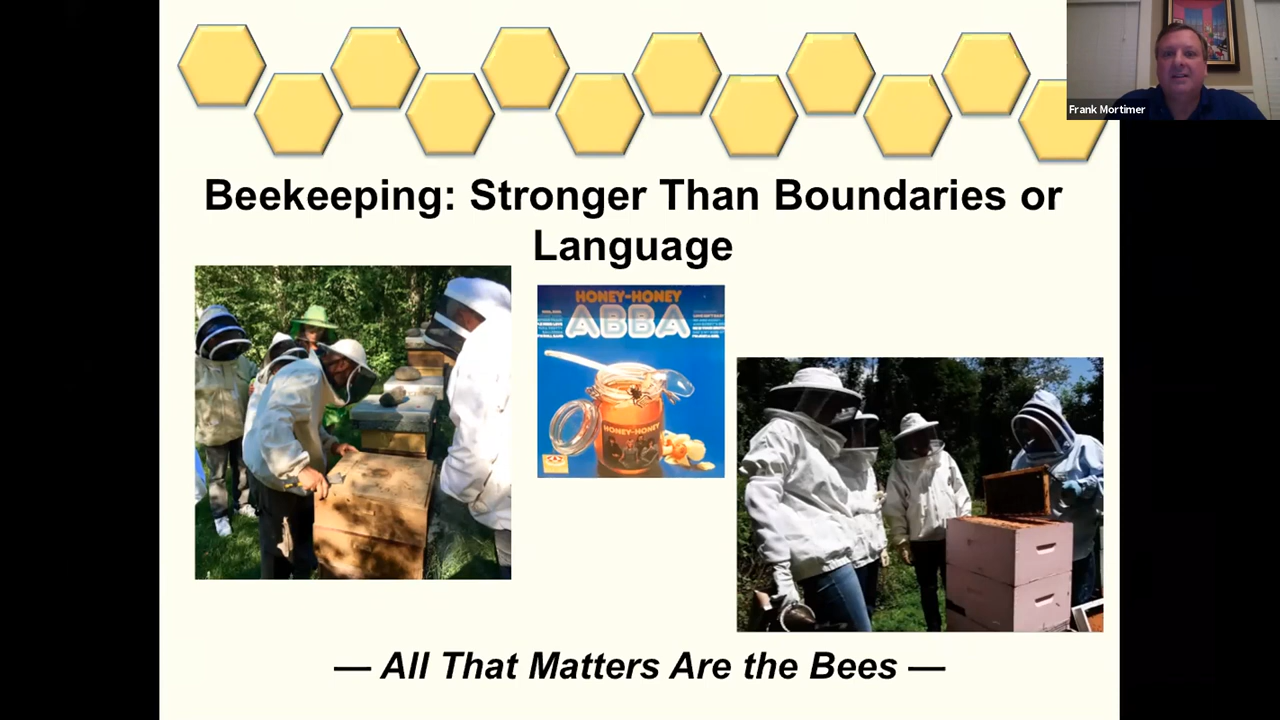 Frank Mortimer
Beekeeping: Stronger Than Boundaries or
Language
HONEY-HONEY
ABBA
HONEY-HONEY
— All That Matters Are the Bees —